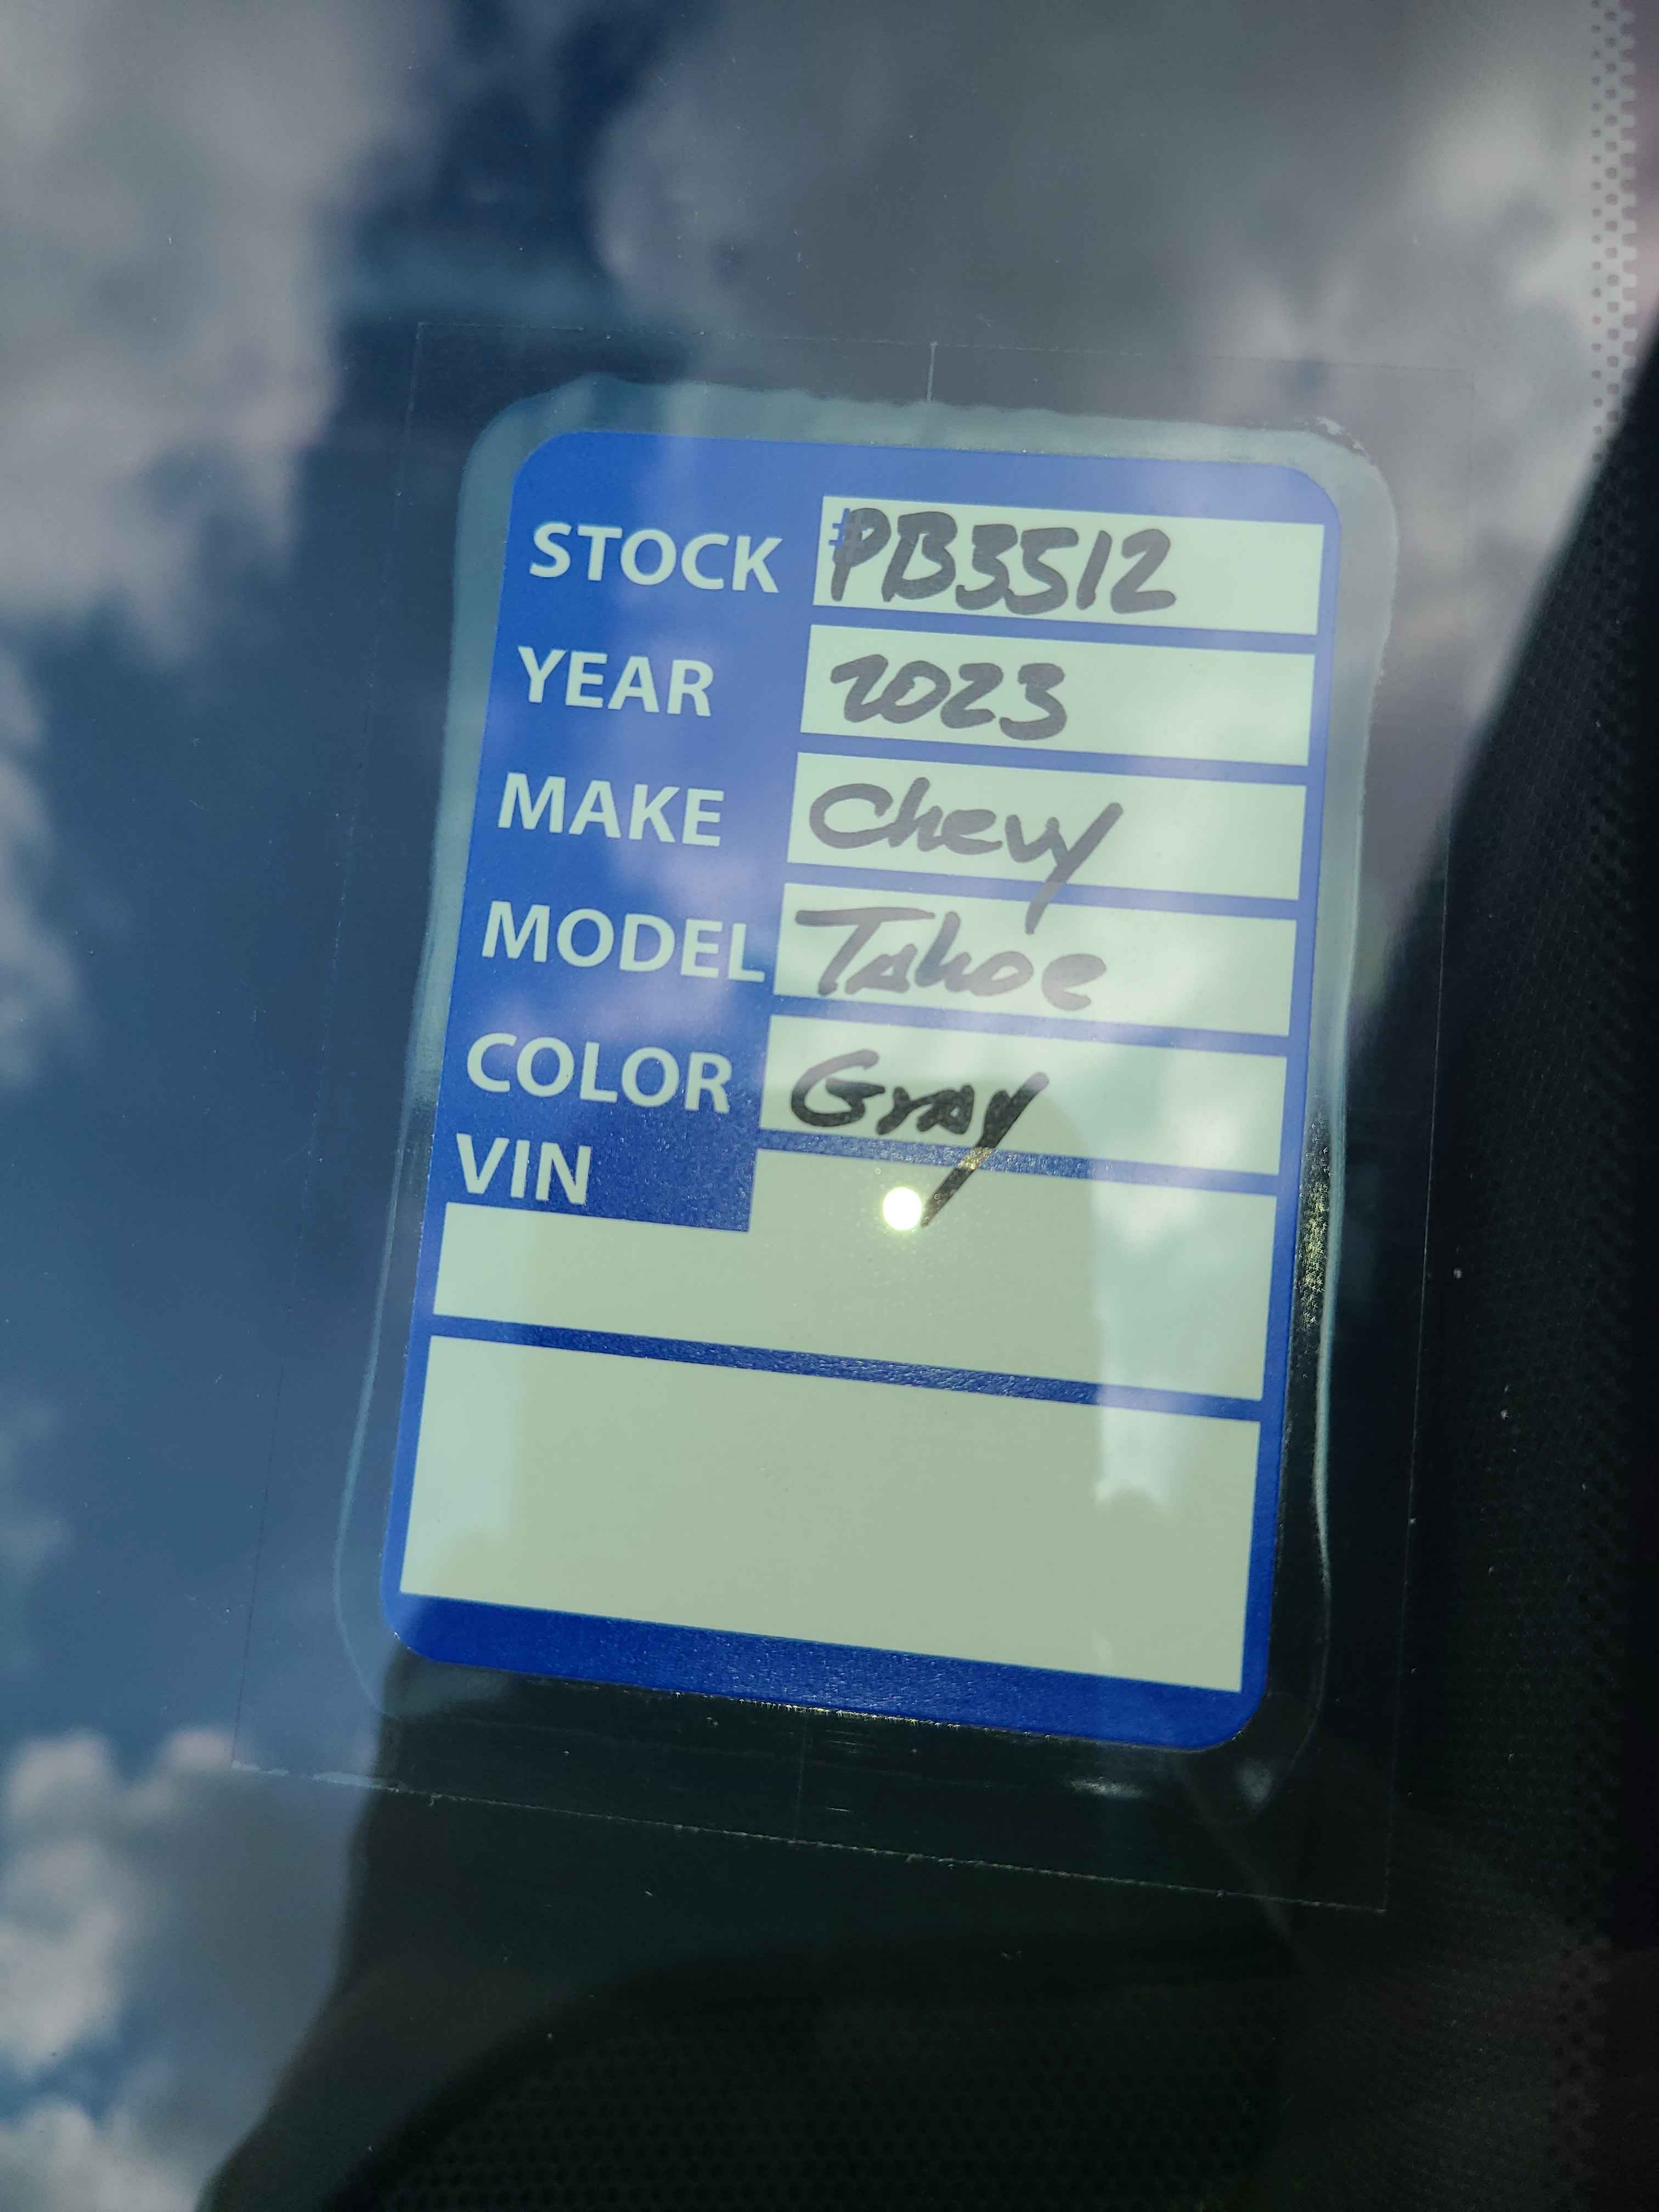 STOCK #PB3512
YEAR 2023
MAKE Chevy
MODEL Tahoe
COLOR Gray
VIN